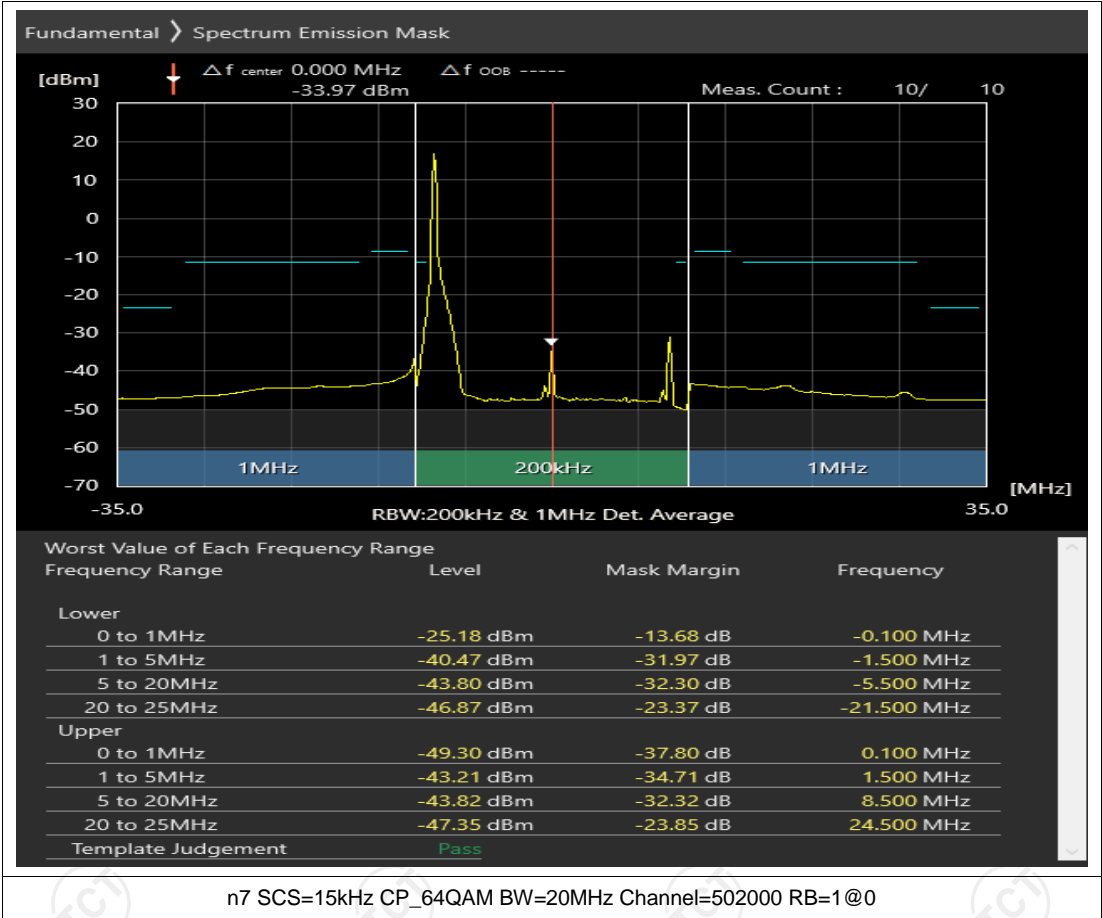 Fundamental ❯ Spectrum Emission Mask
[dBm] △f center 0.000 MHz △f OOB -----
-33.97 dBm Meas. Count : 10/ 10
30
20
10
0
-10
-20
-30
-40
-50
-60
1MHz 200kHz 1MHz
-70 [MHz]
-35.0 RBW:200kHz & 1MHz Det. Average 35.0
Worst Value of Each Frequency Range
Frequency Range Level Mask Margin Frequency
Lower
0 to 1MHz -25.18 dBm -13.68 dB -0.100 MHz
1 to 5MHz -40.47 dBm -31.97 dB -1.500 MHz
5 to 20MHz -43.80 dBm -32.30 dB -5.500 MHz
20 to 25MHz -46.87 dBm -23.37 dB -21.500 MHz
Upper
0 to 1MHz -49.30 dBm -37.80 dB 0.100 MHz
1 to 5MHz -43.21 dBm -34.71 dB 1.500 MHz
5 to 20MHz -43.82 dBm -32.32 dB 8.500 MHz
20 to 25MHz -47.35 dBm -23.85 dB 24.500 MHz
Template Judgement Pass
n7 SCS=15kHz CP_64QAM BW=20MHz Channel=502000 RB=1@0
TCT TCT TCT TCT